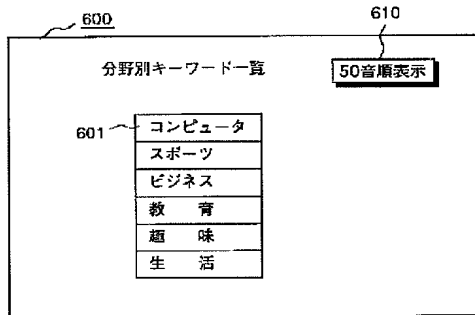 600
610
分野別キーワード一覧
50音順表示
601
コンピュータ
スポーツ
ビジネス
教 育
趣 味
生 活